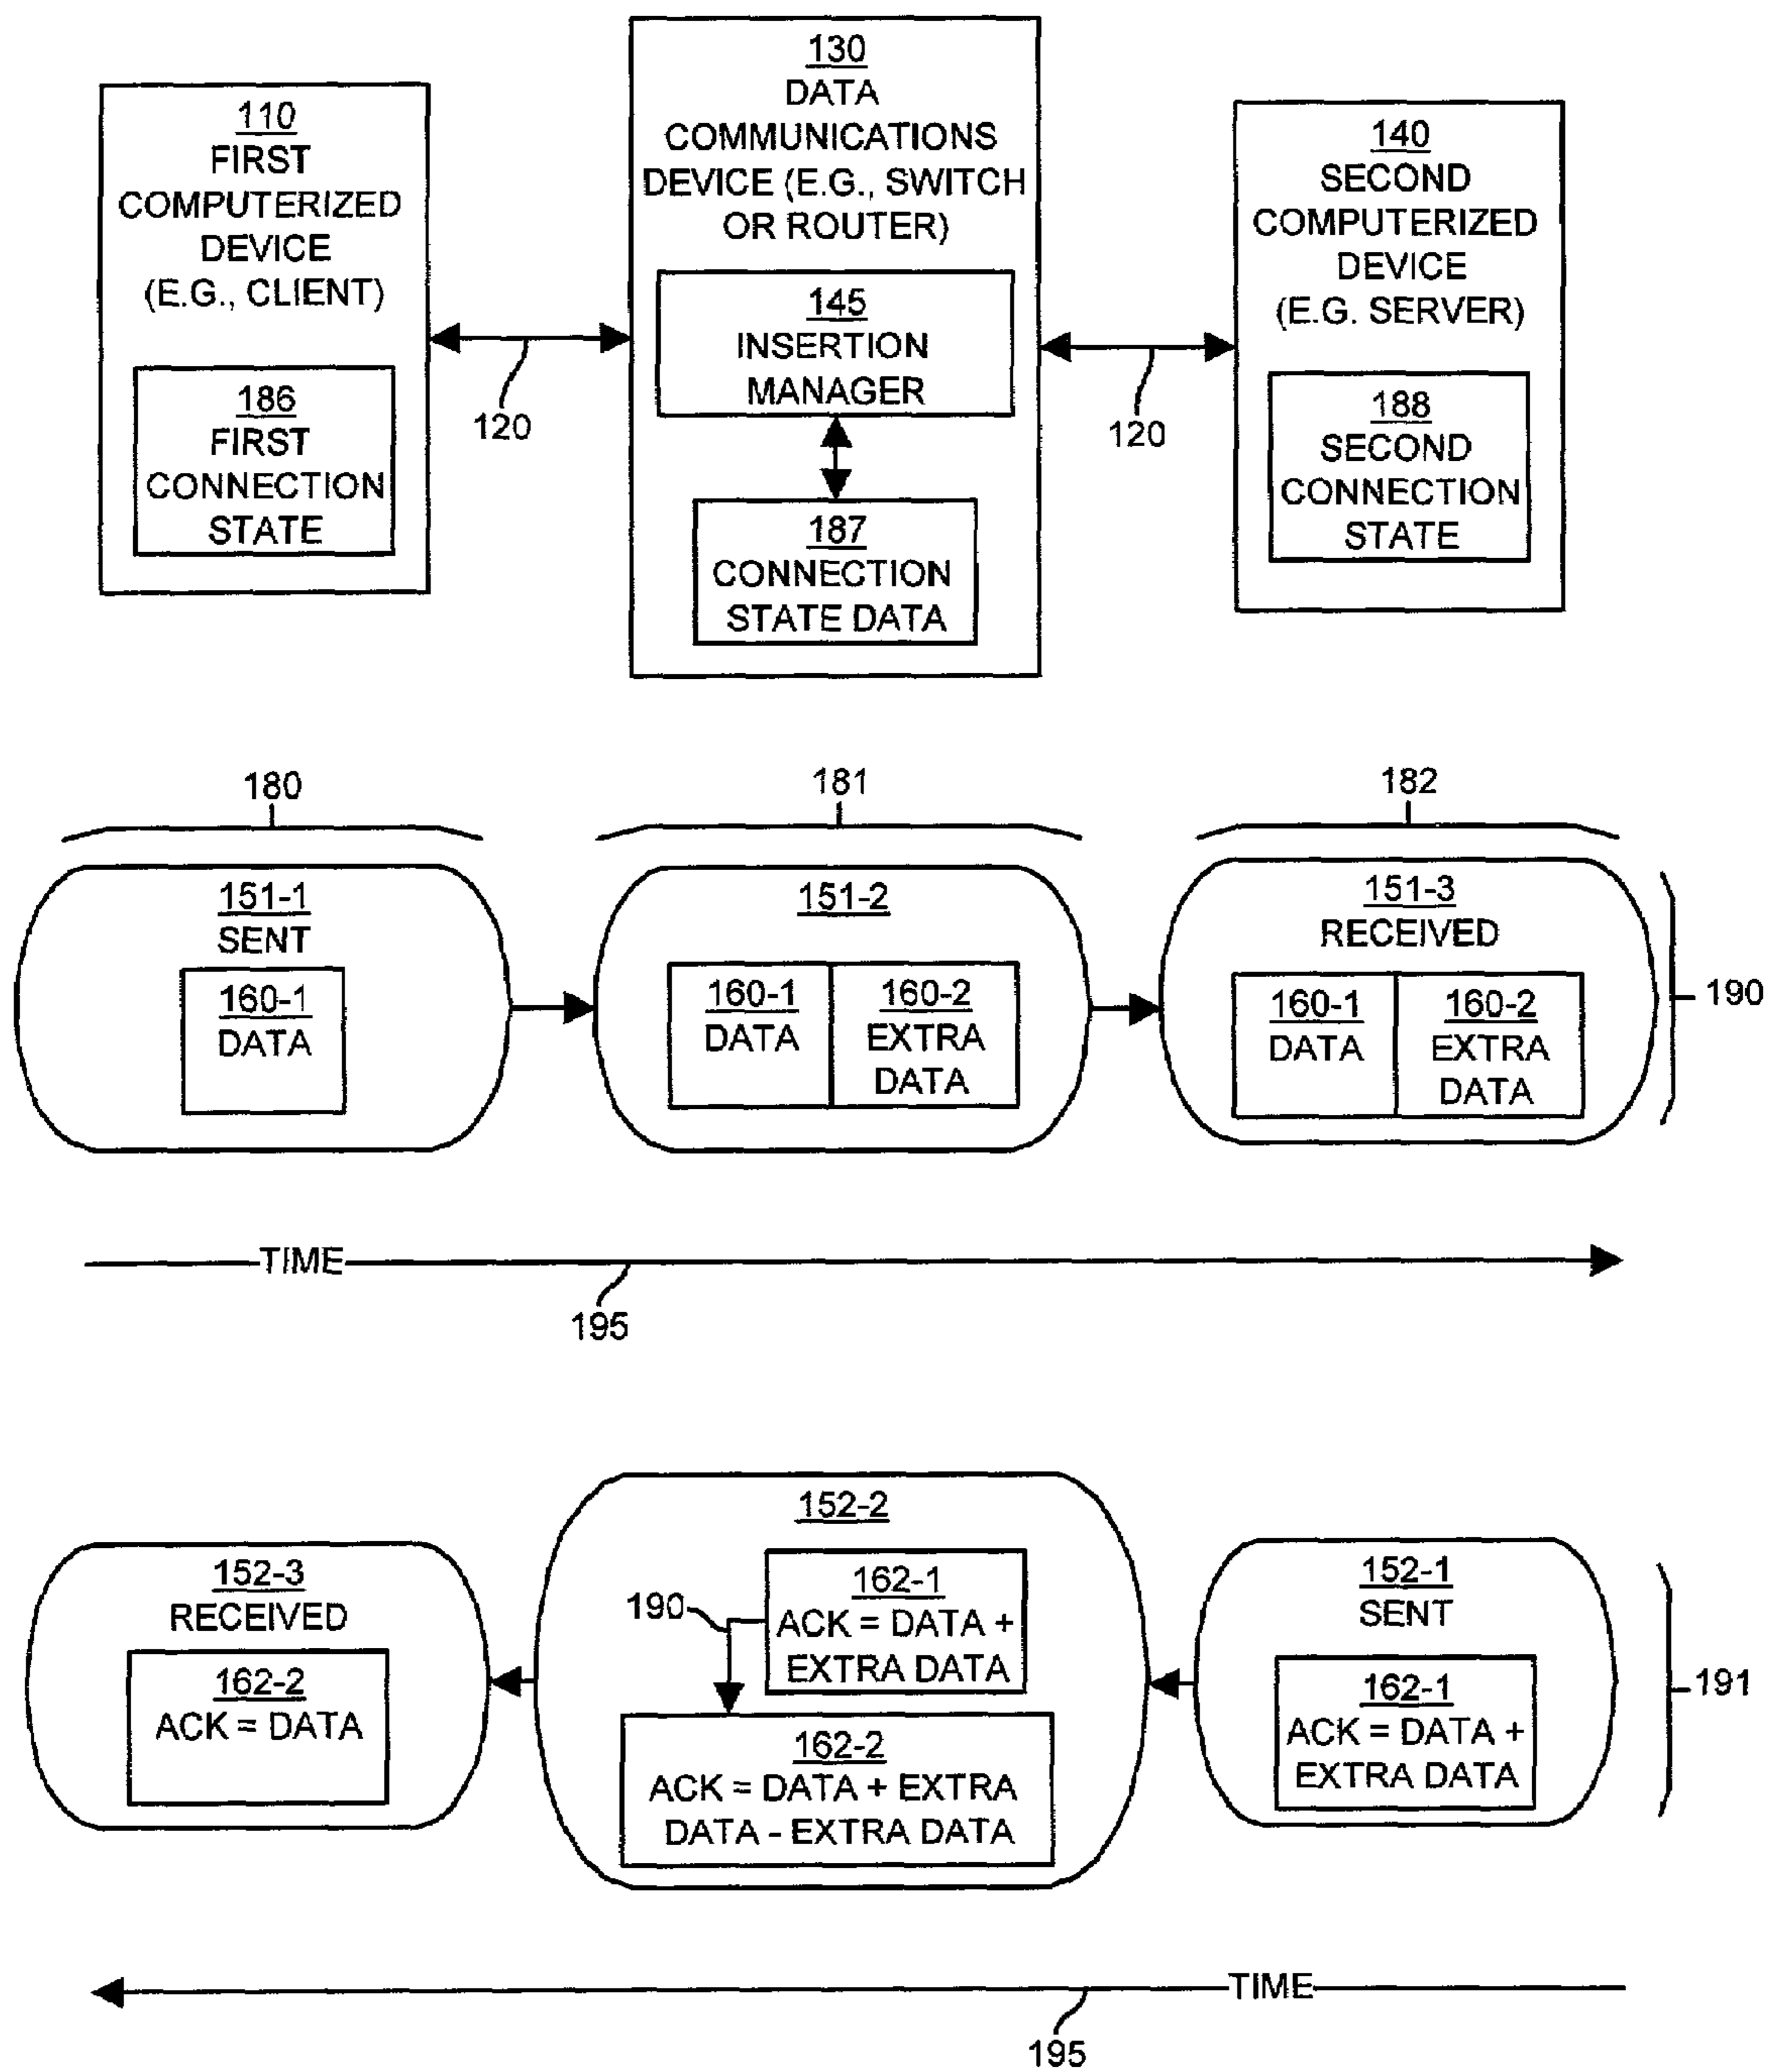 110
FIRST
COMPUTERIZED
DEVICE
(E.G., CLIENT)
186
FIRST
CONNECTION
STATE
120
130
DATA
COMMUNICATIONS
DEVICE (E.G., SWITCH
OR ROUTER)
145
INSERTION
MANAGER
187
CONNECTION
STATE DATA
120
140
SECOND
COMPUTERIZED
DEVICE
(E.G. SERVER)
188
SECOND
CONNECTION
STATE
180
181
182
151-1
SENT
160-1
DATA
151-2
160-1
DATA
160-2
EXTRA
DATA
151-3
RECEIVED
160-1
DATA
160-2
EXTRA
DATA
190
TIME
195
152-3
RECEIVED
162-2
ACK = DATA
152-2
190
162-1
ACK = DATA +
EXTRA DATA
162-2
ACK = DATA + EXTRA
DATA - EXTRA DATA
152-1
SENT
162-1
ACK = DATA +
EXTRA DATA
191
TIME
195